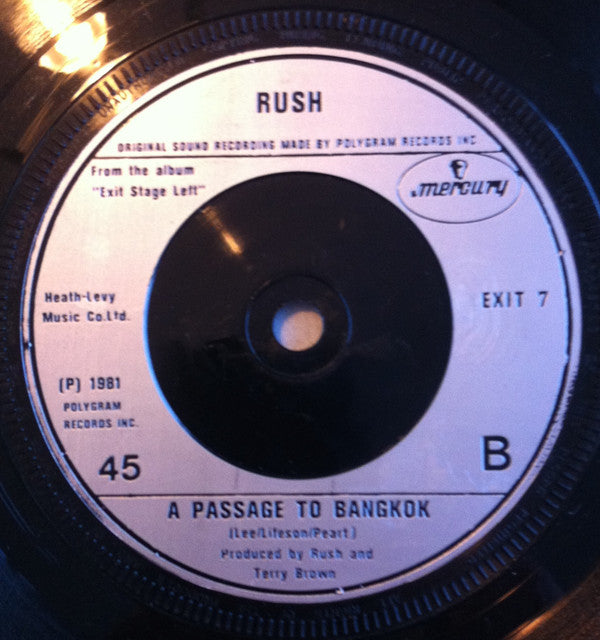 RUSH
ORIGINAL SOUND RECORDING MADE BY POLYGRAM RECORDS INC
From the album
"Exit Stage Left"
mercury
Heath-Levy
Music Co.Ltd.
EXIT 7
(P) 1981
POLYGRAM
RECORDS INC.
45
B
A PASSAGE TO BANGKOK
(Lee/Lifeson/Peart)
Produced by Rush and
Terry Brown